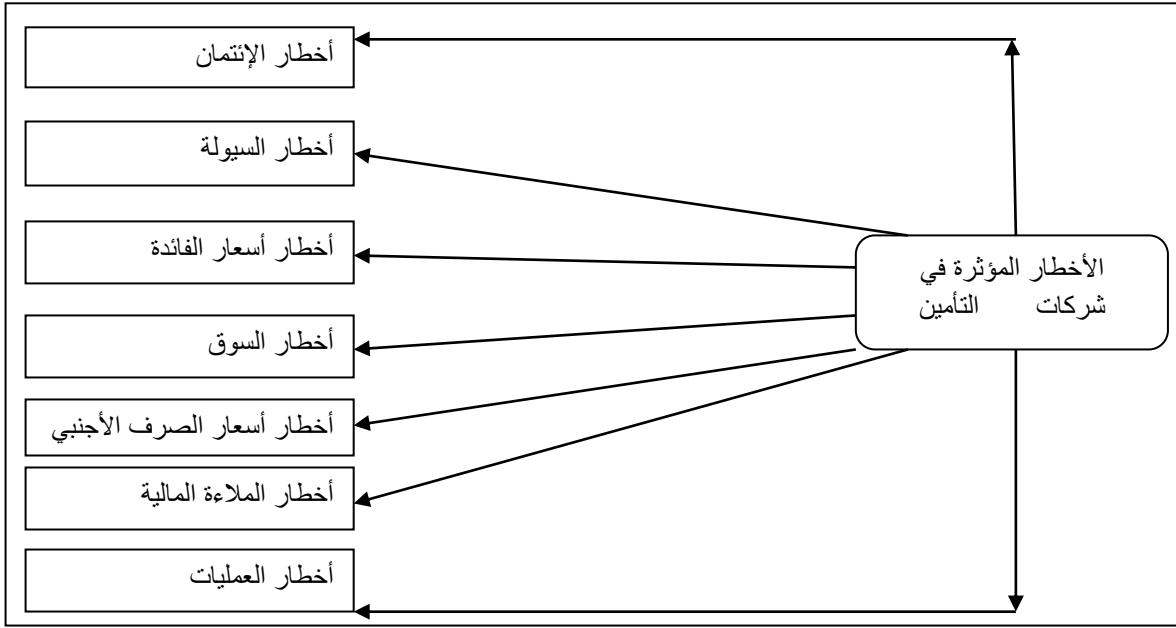 أخطار الإئتمان
أخطار السيولة
أخطار أسعار الفائدة
الأخطار المؤثرة في
شركات التأمين
أخطار السوق
أخطار أسعار الصرف الأجنبي
أخطار الملاءة المالية
أخطار العمليات